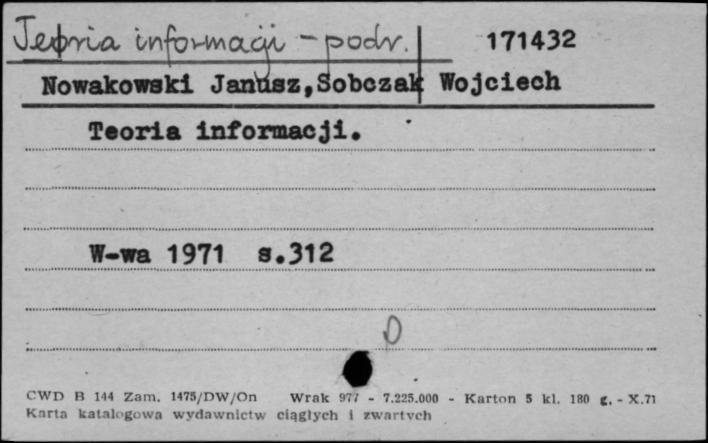 Teoria informacji - podr. 171432
Nowakowski Janusz,Sobczak Wojciech
Teoria informacji.
W-wa 1971 s.312
D
CWD B 144 Zam. 1475/DW/On Wrak 977 - 7.225.000 - Karton 5 kl. 180 g. - X.71
Karta katalogowa wydawnictw ciągłych i zwartych